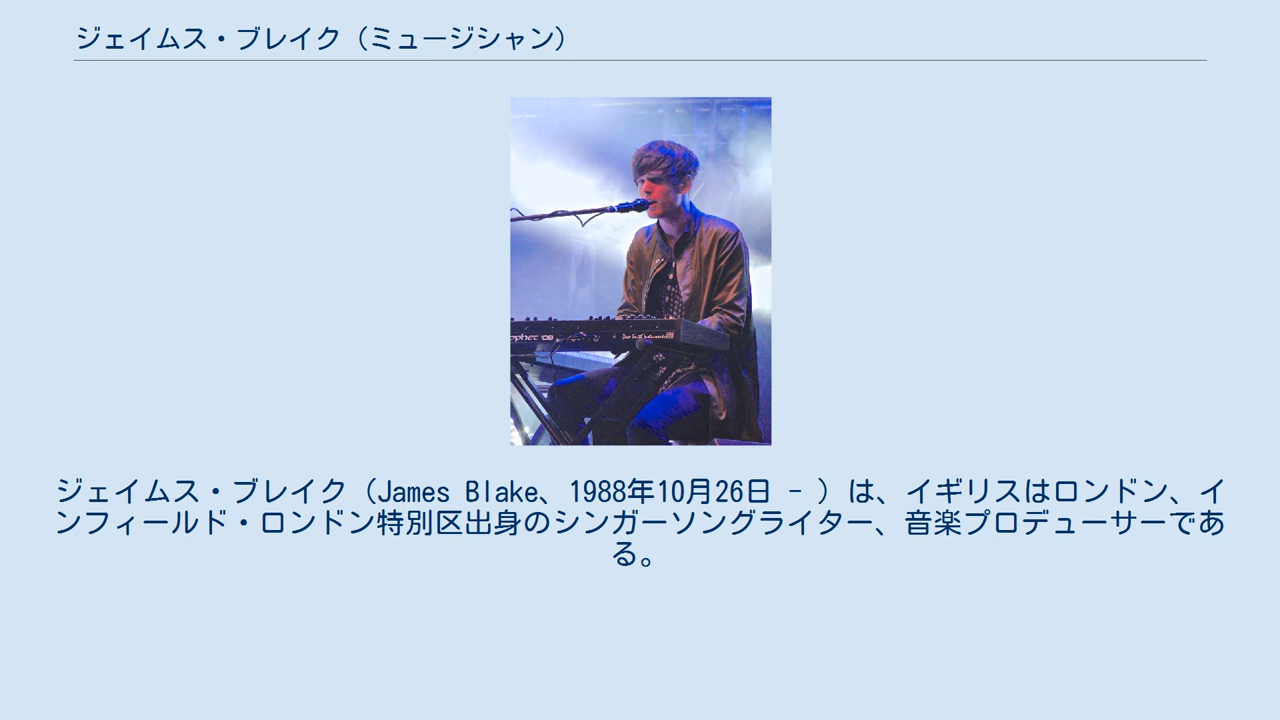 ジェイムス・ブレイク（ミュージシャン）
ophet '08
ジェイムス・ブレイク（James Blake、1988年10月26日 - ）は、イギリスはロンドン、イ
ンフィールド・ロンドン特別区出身のシンガーソングライター、音楽プロデューサーであ
る。